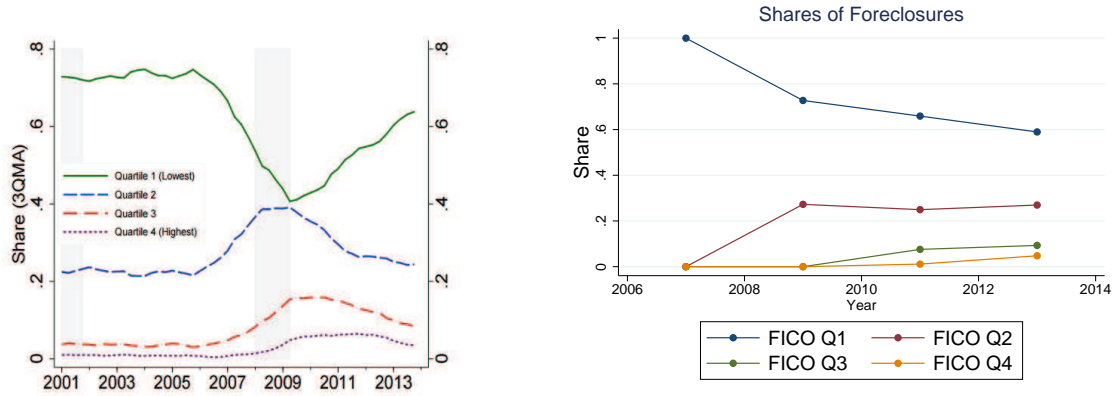 Share (3QMA)
.8
.6
.4
.2
0
.8
.6
.4
.2
0
Quartile 1 (Lowest)
Quartile 2
Quartile 3
Quartile 4 (Highest)
2001 2003 2005 2007 2009 2011 2013
Shares of Foreclosures
Share
1
.8
.6
.4
.2
0
2006 2008 2010 2012 2014
Year
FICO Q1 FICO Q2
FICO Q3 FICO Q4